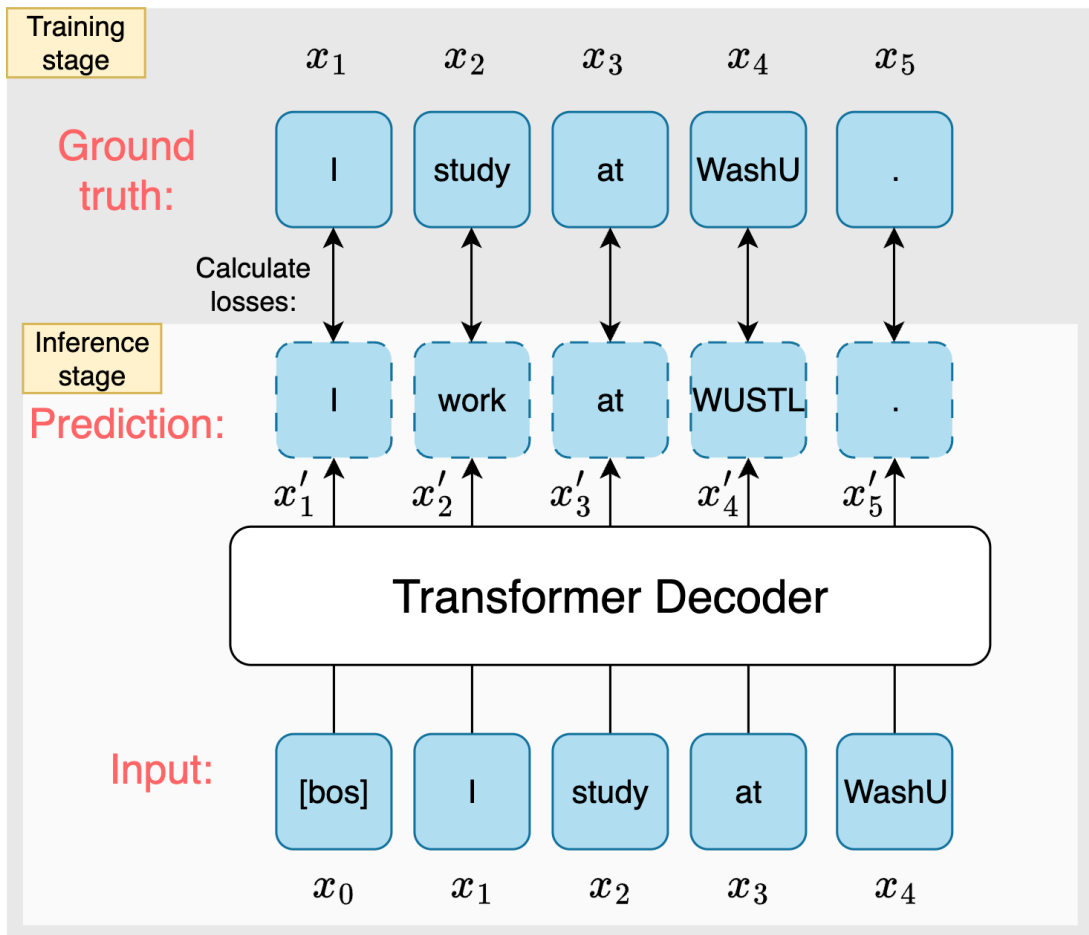 Training
stage
x₁ x₂ x₃ x₄ x₅
Ground
truth:
I study at WashU .
Calculate
losses:
Inference
stage
Prediction:
I work at WUSTL .
x′₁ x′₂ x′₃ x′₄ x′₅
Transformer Decoder
Input:
[bos] I study at WashU
x₀ x₁ x₂ x₃ x₄